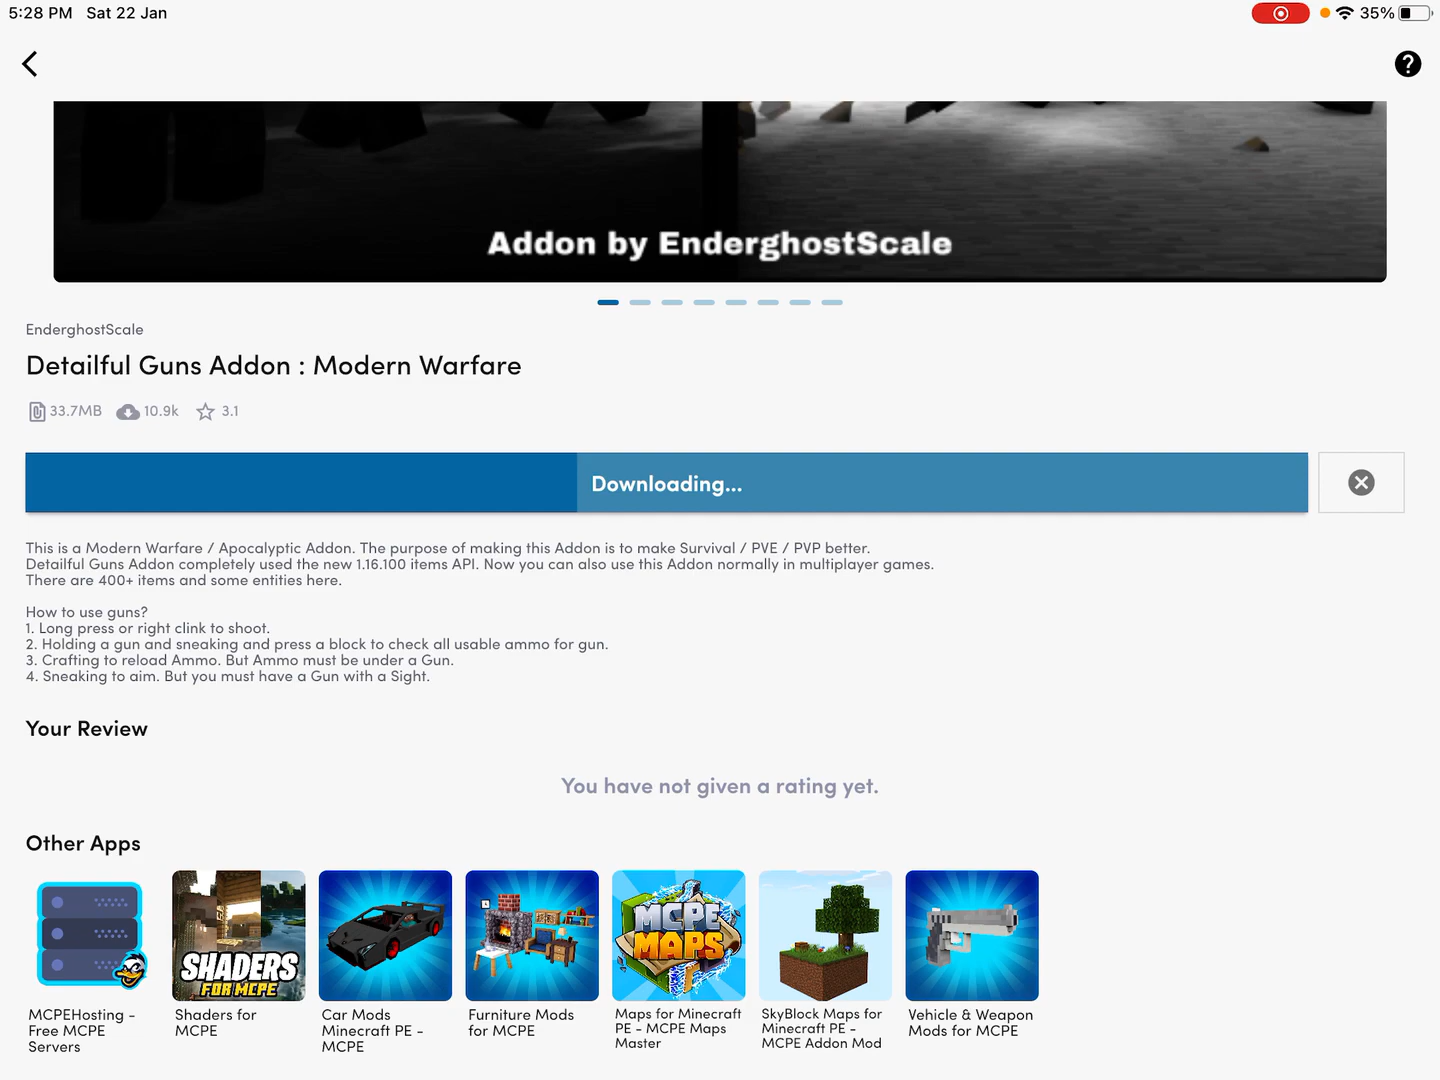 5:28 PM Sat 22 Jan
35%
Addon by EnderghostScale
EnderghostScale
Detailful Guns Addon : Modern Warfare
33.7MB 10.9k 3.1
Downloading...
This is a Modern Warfare / Apocalyptic Addon. The purpose of making this Addon is to make Survival / PVE / PVP better.
Detailful Guns Addon completely used the new 1.16.100 items API. Now you can also use this Addon normally in multiplayer games.
There are 400+ items and some entities here.
How to use guns?
1. Long press or right clink to shoot.
2. Holding a gun and sneaking and press a block to check all usable ammo for gun.
3. Crafting to reload Ammo. But Ammo must be under a Gun.
4. Sneaking to aim. But you must have a Gun with a Sight.
Your Review
You have not given a rating yet.
Other Apps
SHADERS
FOR MCPE
MCPE
MAPS
MCPEHosting -
Free MCPE
Servers
Shaders for
MCPE
Car Mods
Minecraft PE -
MCPE
Furniture Mods
for MCPE
Maps for Minecraft
PE - MCPE Maps
Master
SkyBlock Maps for
Minecraft PE -
MCPE Addon Mod
Vehicle & Weapon
Mods for MCPE